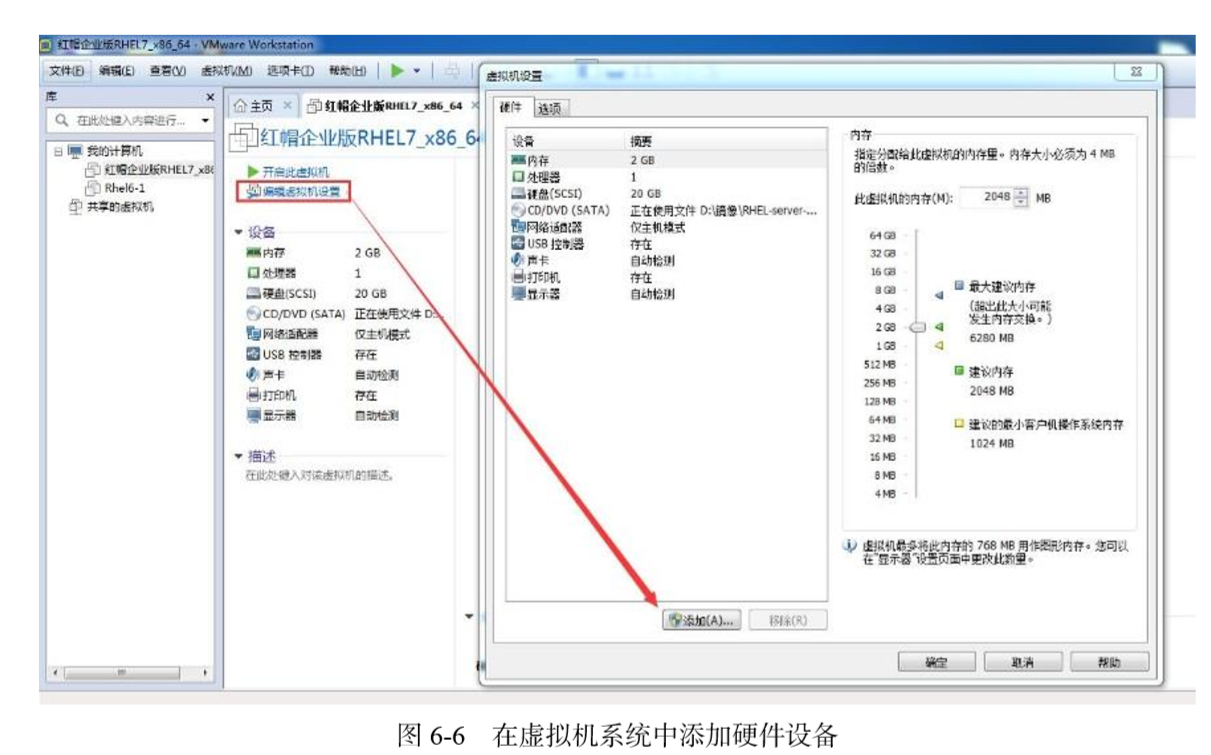 红帽企业版RHEL7_x86_64 - VMware Workstation
文件(E) 编辑(E) 查看(V) 虚拟机(M) 选项卡(T) 帮助(H)
库 x
在此处键入内容进行...
我的计算机
红帽企业版RHEL7_x86
Rhel6-1
共享的虚拟机
主页 × 红帽企业版RHEL7_x86_64 ×
红帽企业版RHEL7_x86_6
开启此虚拟机
编辑虚拟机设置
设备
内存 2 GB
处理器 1
硬盘(SCSI) 20 GB
CD/DVD (SATA) 正在使用文件 D:
网络适配器 仅主机模式
USB 控制器 存在
声卡 自动检测
打印机 存在
显示器 自动检测
描述
在此处键入对该虚拟机的描述。
虚拟机设置
硬件 选项
设备 摘要
内存 2 GB
处理器 1
硬盘(SCSI) 20 GB
CD/DVD (SATA) 正在使用文件 D:\镜像\RHEL-server-...
网络适配器 仅主机模式
USB 控制器 存在
声卡 自动检测
打印机 存在
显示器 自动检测
添加(A)... 移除(R)
内存
指定分配给此虚拟机的内存量。内存大小必须为 4 MB
的倍数。
此虚拟机的内存(M): 2048 MB
64 GB
32 GB
16 GB
8 GB
4 GB
2 GB
1 GB
512 MB
256 MB
128 MB
64 MB
32 MB
16 MB
8 MB
4 MB
最大建议内存
(超出此大小可能
发生内存交换。)
6280 MB
建议内存
2048 MB
建议的最小客户机操作系统内存
1024 MB
虚拟机最多将此内存的 768 MB 用作图形内存。您可以
在"显示器"设置页面中更改此数量。
确定 取消 帮助
图 6-6 在虚拟机系统中添加硬件设备